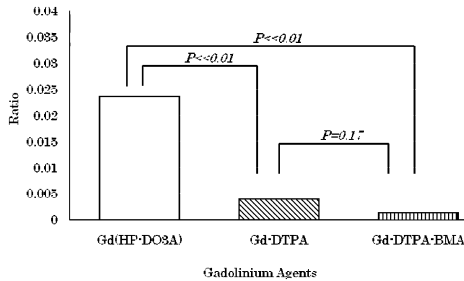 0.04
0.035
0.03
0.025
0.02
0.015
0.01
0.005
0
Ratio
P<<0.01
P<<0.01
P=0.17
Gd(HP-DO3A)
Gd-DTPA
Gd-DTPA-BMA
Gadolinium Agents